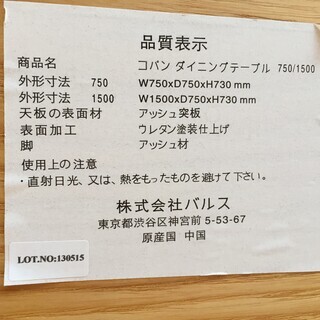 品質表示
商品名 コバン ダイニングテーブル 750/1500
外形寸法 750 W750xD750xH730 mm
外形寸法 1500 W1500xD750xH730 mm
天板の表面材 アッシュ突板
表面加工 ウレタン塗装仕上げ
脚 アッシュ材
使用上の注意
・直射日光、又は、熱をもったものを避けて下さい。
株式会社バルス
東京都渋谷区神宮前 5-53-67
原産国 中国
LOT.NO:130515